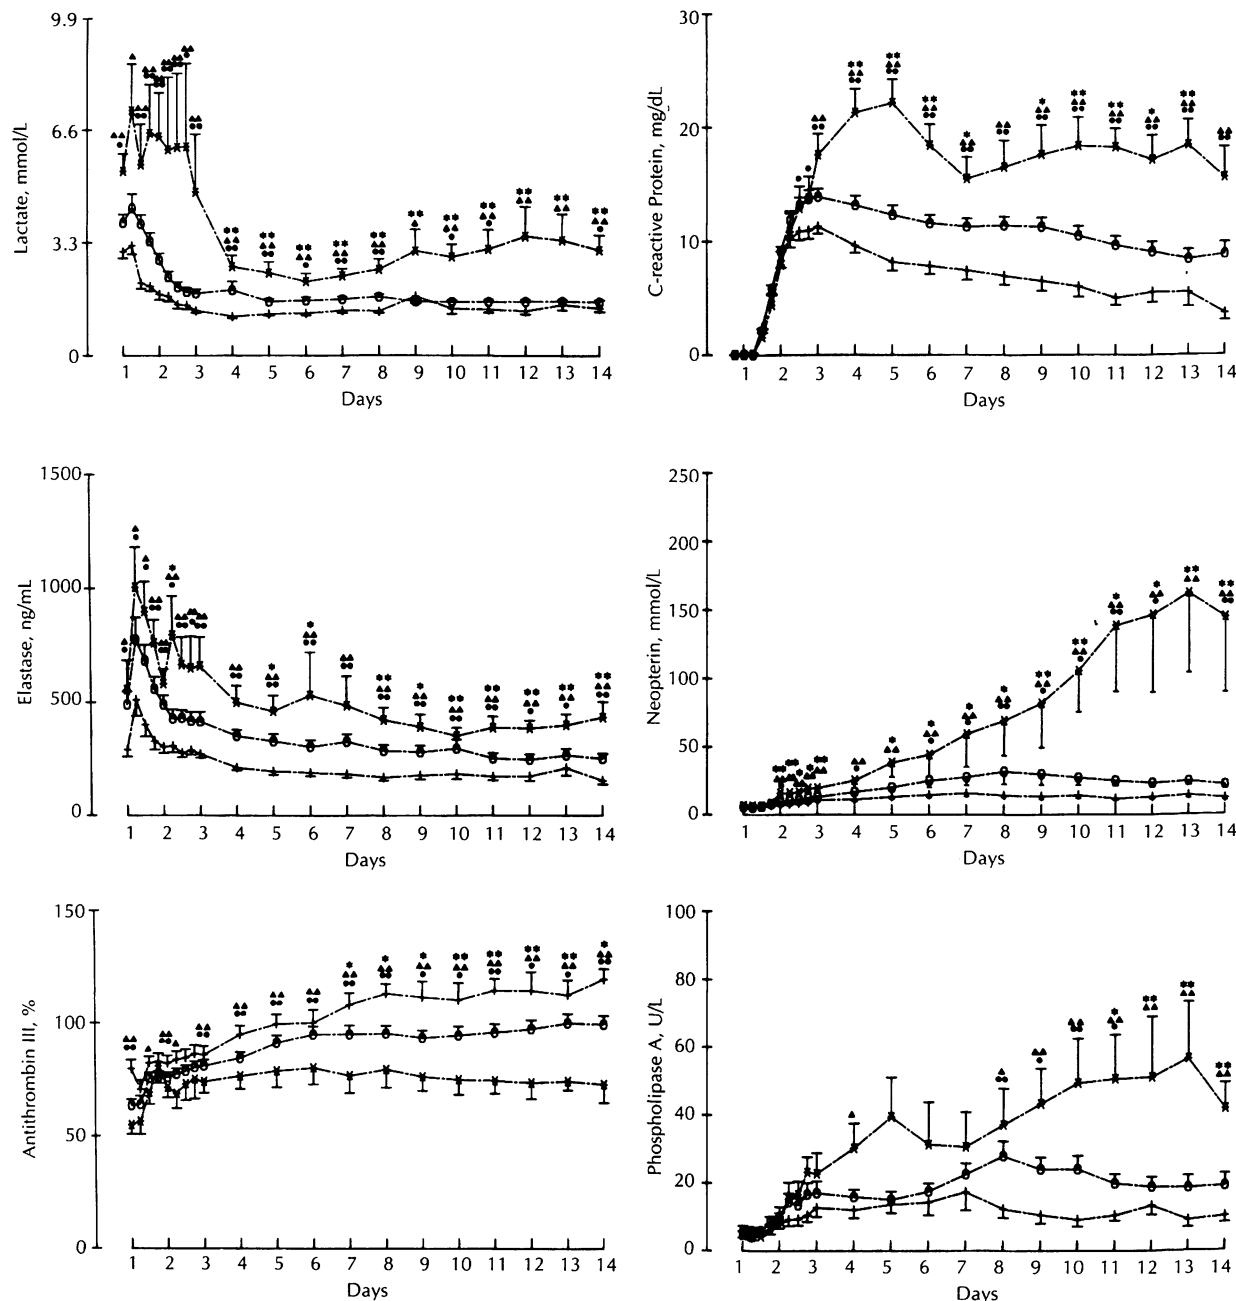 9.9
6.6
3.3
0
Lactate, mmol/L
1 2 3 4 5 6 7 8 9 10 11 12 13 14
Days
30
20
10
0
C-reactive Protein, mg/dL
1 2 3 4 5 6 7 8 9 10 11 12 13 14
Days
1500
1000
500
0
Elastase, ng/mL
1 2 3 4 5 6 7 8 9 10 11 12 13 14
Days
250
200
150
100
50
0
Neopterin, mmol/L
1 2 3 4 5 6 7 8 9 10 11 12 13 14
Days
150
100
50
0
Antithrombin III, %
1 2 3 4 5 6 7 8 9 10 11 12 13 14
Days
100
80
60
40
20
0
Phospholipase A, U/L
1 2 3 4 5 6 7 8 9 10 11 12 13 14
Days